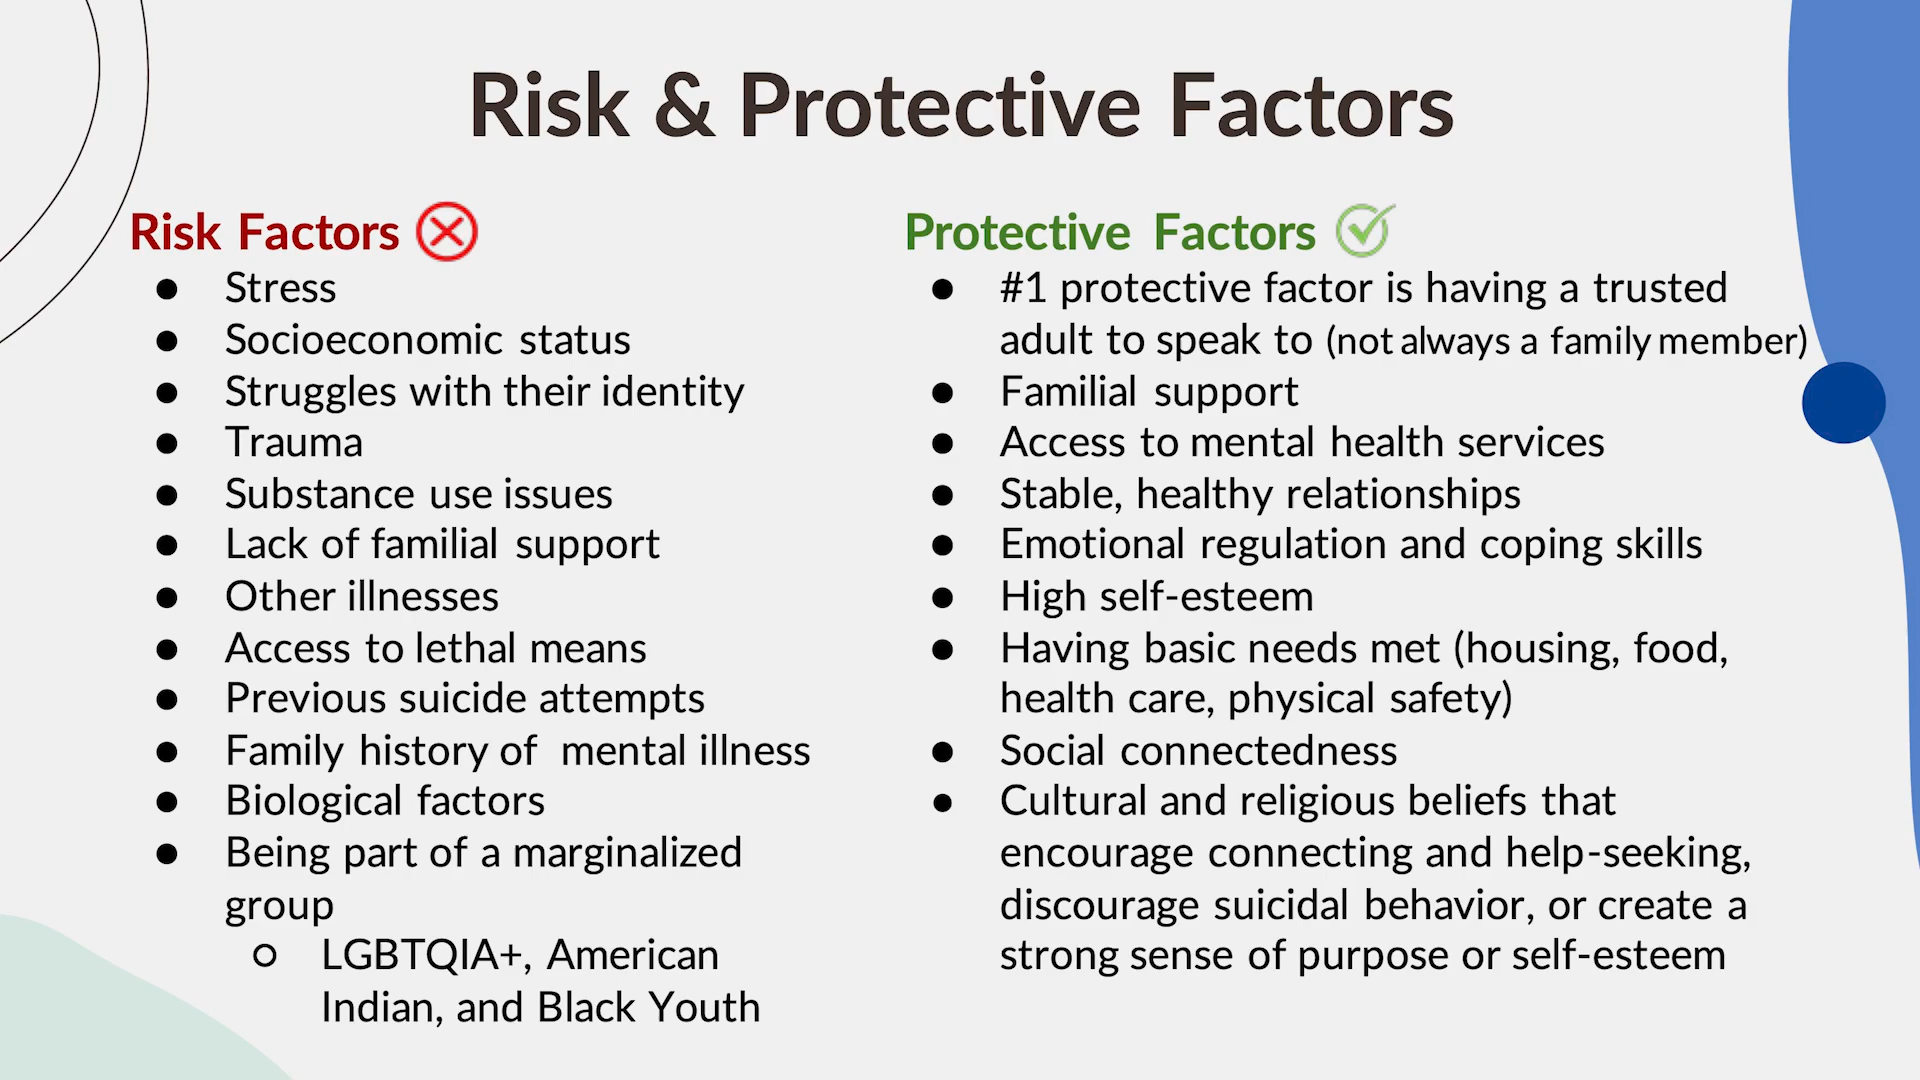 Risk & Protective Factors
Risk Factors
● Stress
● Socioeconomic status
● Struggles with their identity
● Trauma
● Substance use issues
● Lack of familial support
● Other illnesses
● Access to lethal means
● Previous suicide attempts
● Family history of mental illness
● Biological factors
● Being part of a marginalized
group
○ LGBTQIA+, American
Indian, and Black Youth
Protective Factors
● #1 protective factor is having a trusted
adult to speak to (not always a family member)
● Familial support
● Access to mental health services
● Stable, healthy relationships
● Emotional regulation and coping skills
● High self-esteem
● Having basic needs met (housing, food,
health care, physical safety)
● Social connectedness
● Cultural and religious beliefs that
encourage connecting and help-seeking,
discourage suicidal behavior, or create a
strong sense of purpose or self-esteem